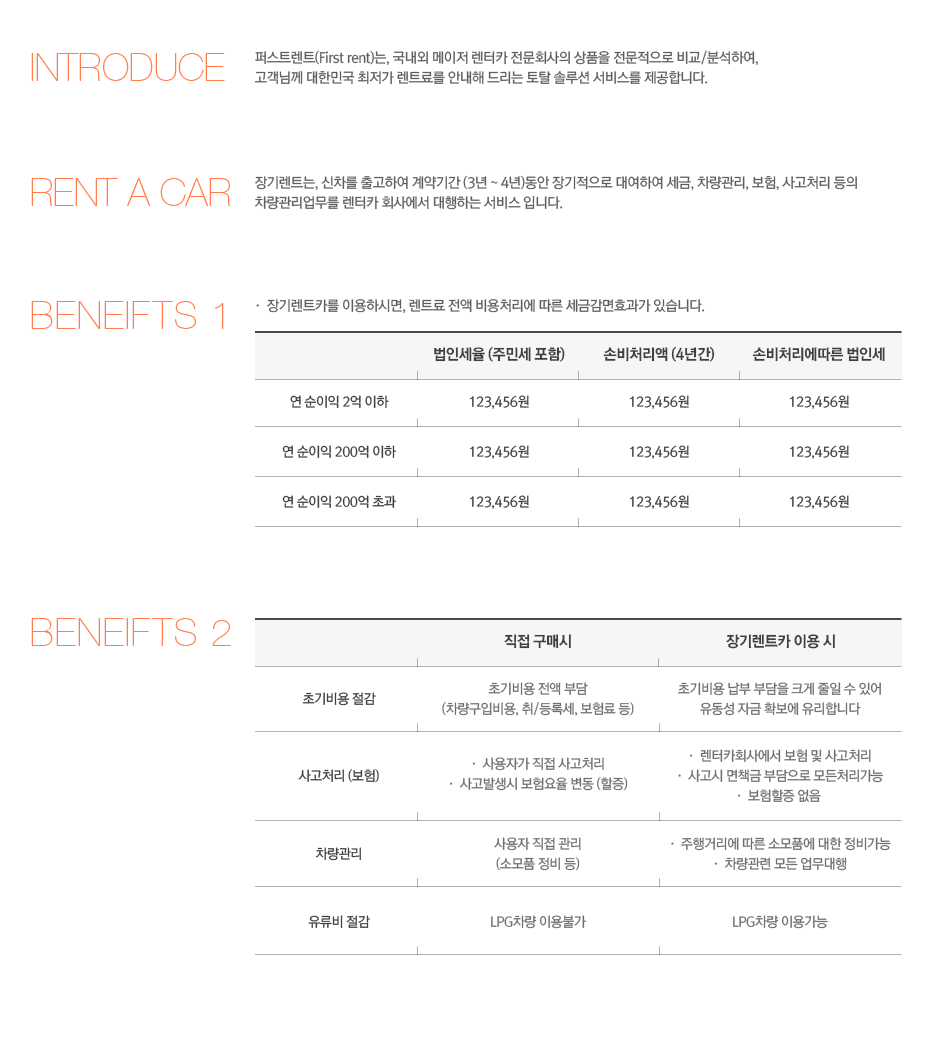 INTRODUCE
퍼스트렌트(First rent)는, 국내외 메이저 렌터카 전문회사의 상품을 전문적으로 비교/분석하여,
고객님께 대한민국 최저가 렌트료를 안내해 드리는 토탈 솔루션 서비스를 제공합니다.
RENT A CAR
장기렌트는, 신차를 출고하여 계약기간 (3년 ~ 4년)동안 장기적으로 대여하여 세금, 차량관리, 보험, 사고처리 등의
차량관리업무를 렌터카 회사에서 대행하는 서비스 입니다.
BENEIFTS 1
· 장기렌트카를 이용하시면, 렌트료 전액 비용처리에 따른 세금감면효과가 있습니다.
법인세율 (주민세 포함) 손비처리액 (4년간) 손비처리에따른 법인세
연 순이익 2억 이하 123,456원 123,456원 123,456원
연 순이익 200억 이하 123,456원 123,456원 123,456원
연 순이익 200억 초과 123,456원 123,456원 123,456원
BENEIFTS 2
직접 구매시 장기렌트카 이용 시
초기비용 절감
초기비용 전액 부담
(차량구입비용, 취/등록세, 보험료 등)
초기비용 납부 부담을 크게 줄일 수 있어
유동성 자금 확보에 유리합니다
사고처리 (보험)
· 사용자가 직접 사고처리
· 사고발생시 보험요율 변동 (할증)
· 렌터카회사에서 보험 및 사고처리
· 사고시 면책금 부담으로 모든처리가능
· 보험할증 없음
차량관리
사용자 직접 관리
(소모품 정비 등)
· 주행거리에 따른 소모품에 대한 정비가능
· 차량관련 모든 업무대행
유류비 절감 LPG차량 이용불가 LPG차량 이용가능